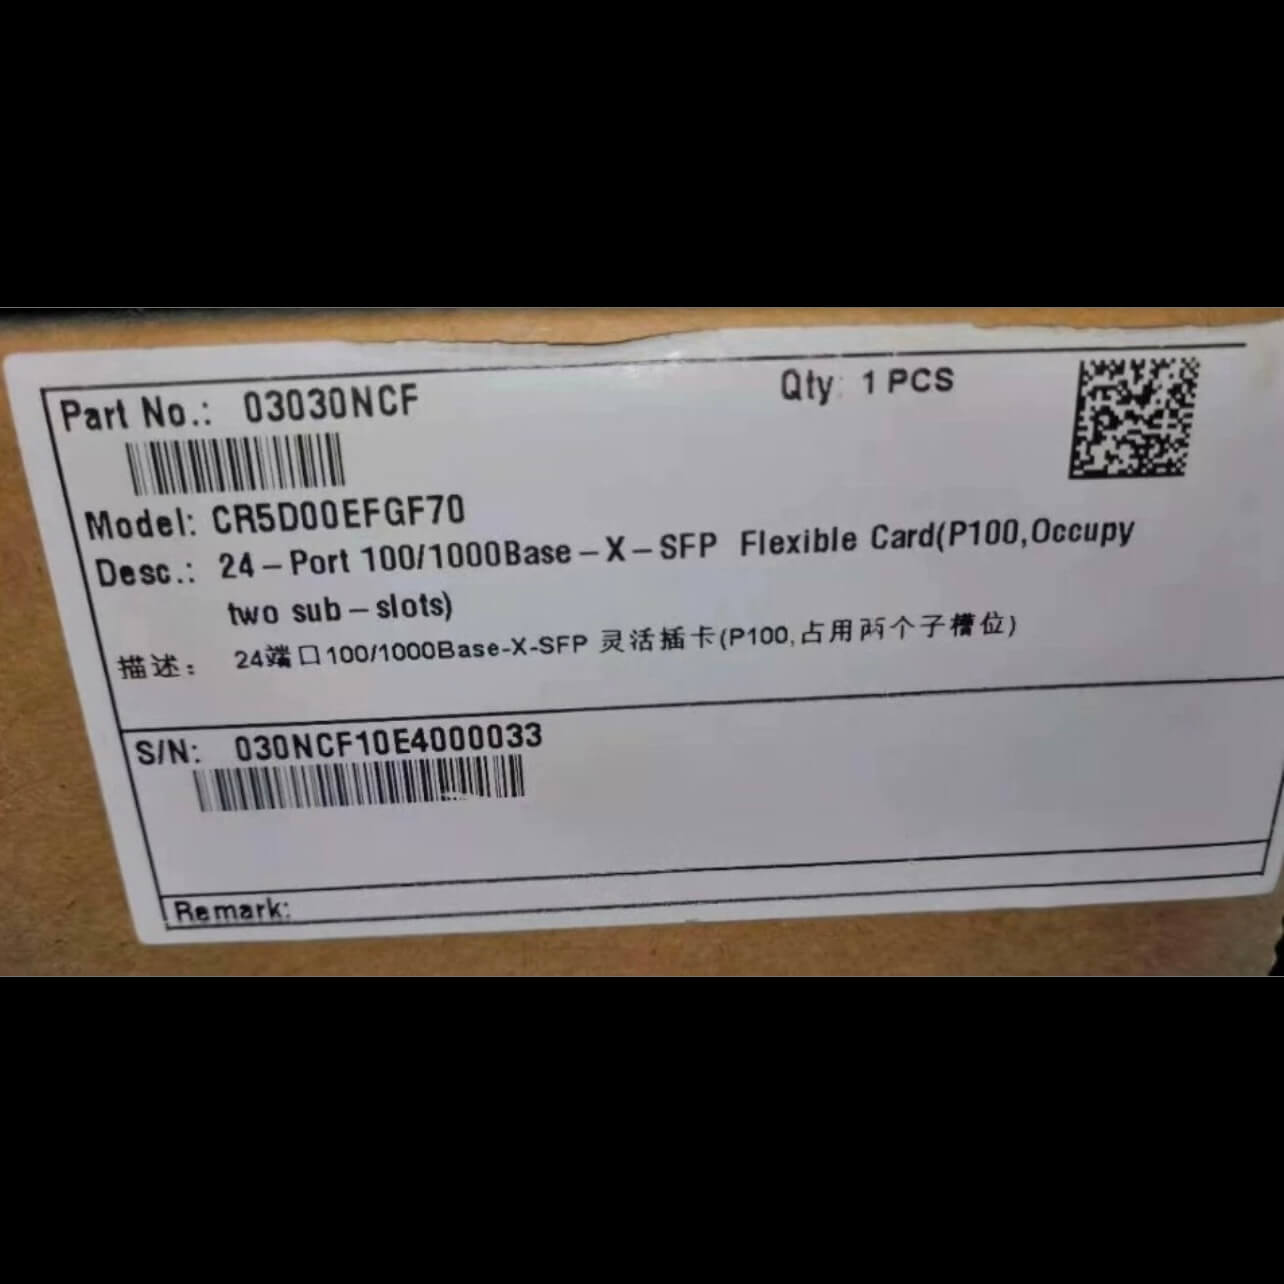 Part No.: 03030NCF
Qty: 1 PCS
Model: CR5D00EFGF70
Desc.: 24-Port 100/1000Base-X-SFP Flexible Card(P100,Occupy
two sub-slots)
描述: 24端口100/1000Base-X-SFP 灵活插卡(P100,占用两个子槽位)
S/N: 030NCF10E4000033
Remark: